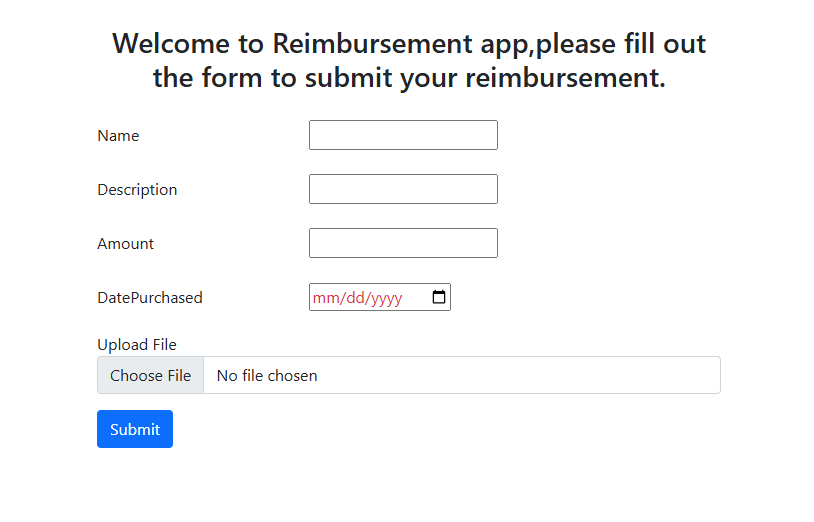 Welcome to Reimbursement app,please fill out
the form to submit your reimbursement.
Name
Description
Amount
DatePurchased
mm/dd/yyyy
Upload File
Choose File No file chosen
Submit